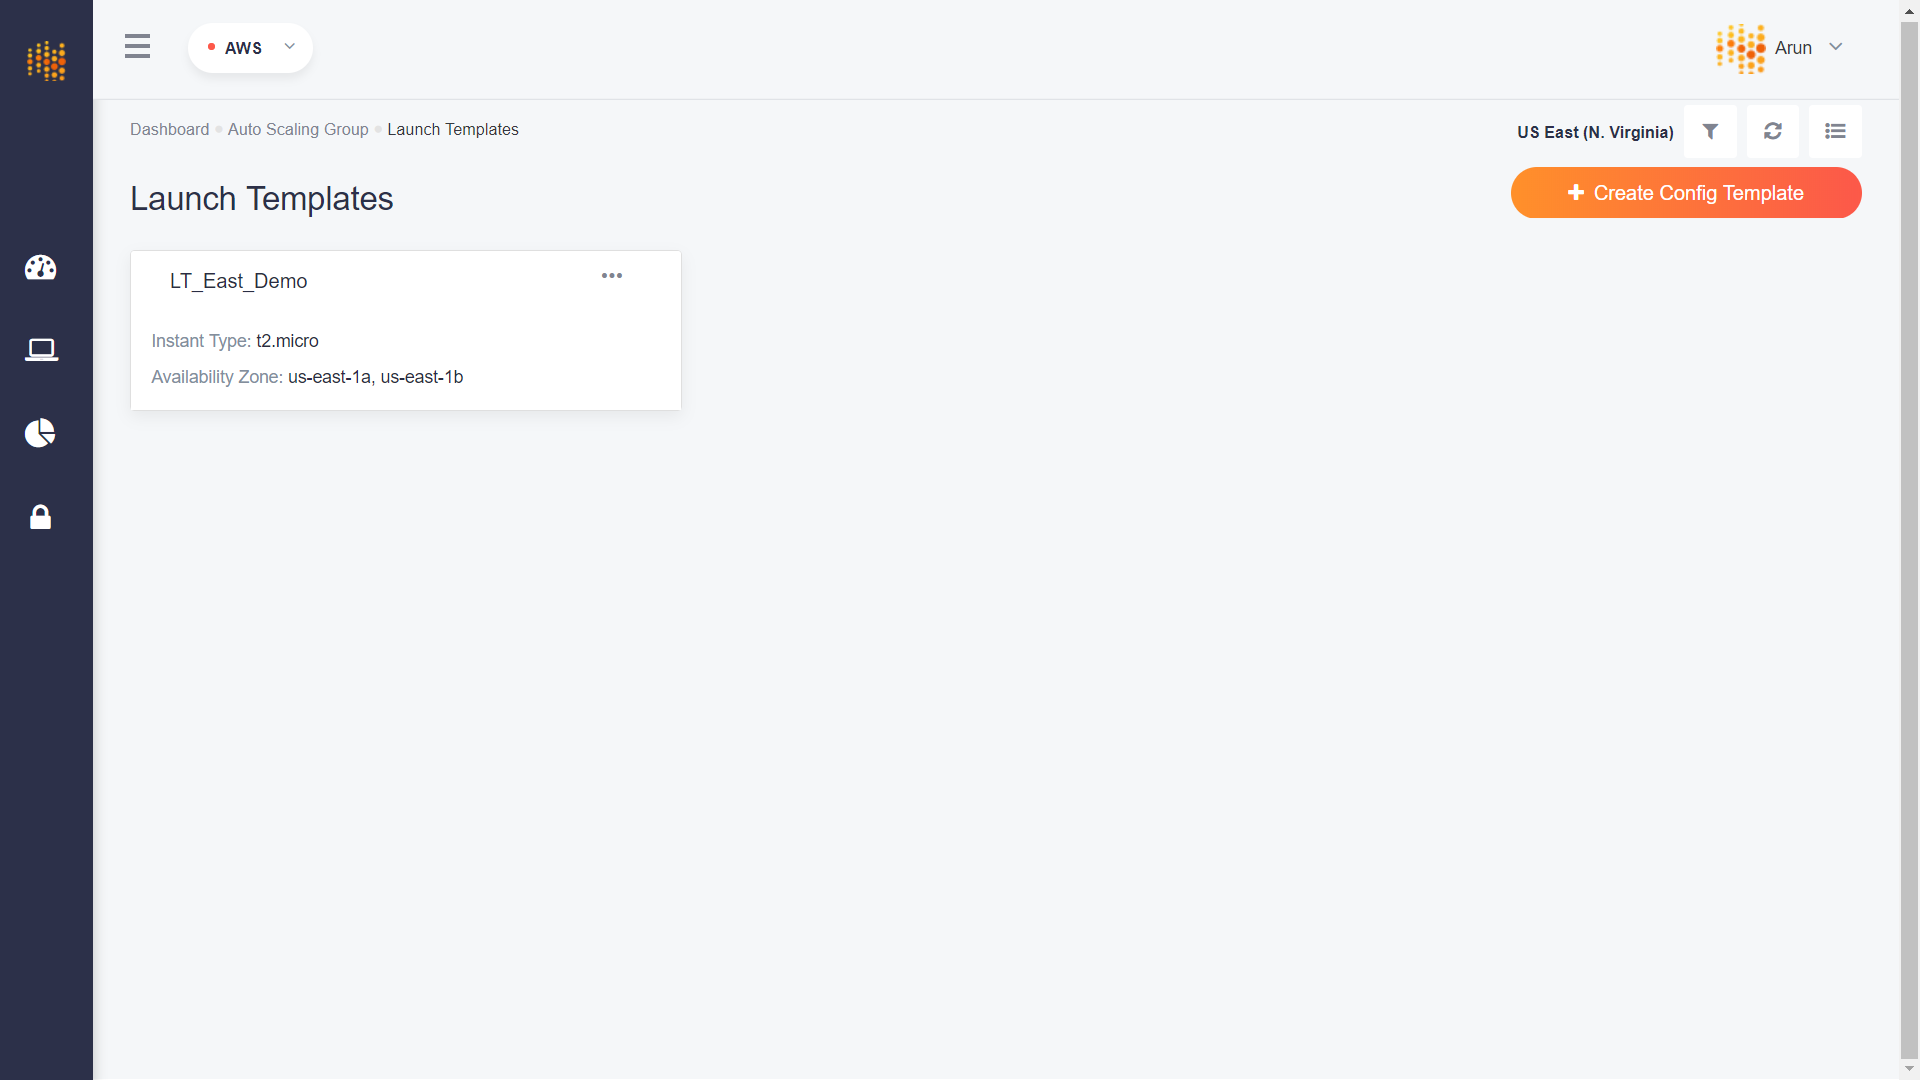 AWS
Arun
Dashboard Auto Scaling Group Launch Templates
US East (N. Virginia)
Launch Templates
Create Config Template
LT_East_Demo
Instant Type: t2.micro
Availability Zone: us-east-1a, us-east-1b